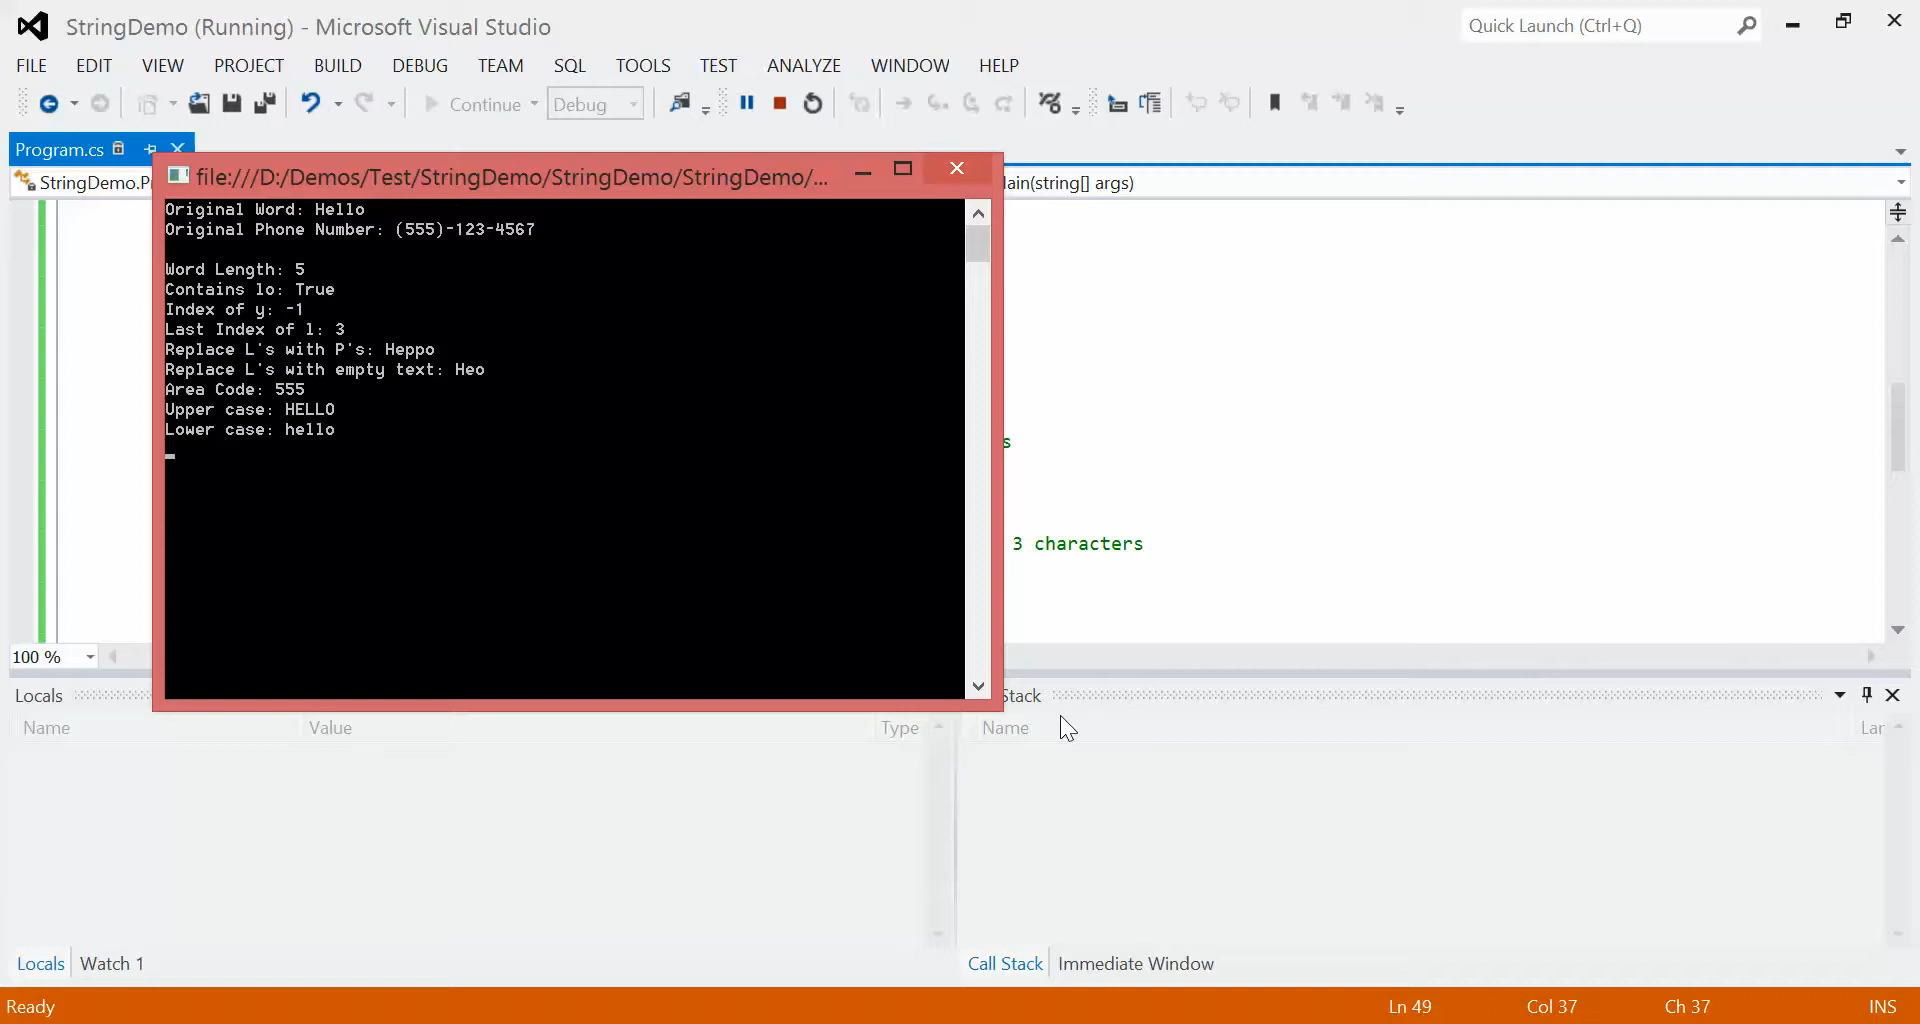 StringDemo (Running) - Microsoft Visual Studio
Quick Launch (Ctrl+Q)
FILE EDIT VIEW PROJECT BUILD DEBUG TEAM SQL TOOLS TEST ANALYZE WINDOW HELP
Continue Debug
Program.cs
StringDemo.P
ain(string[] args)
file:///D:/Demos/Test/StringDemo/StringDemo/StringDemo/...
Original Word: Hello
Original Phone Number: (555)-123-4567
Word Length: 5
Contains lo: True
Index of y: -1
Last Index of l: 3
Replace L's with P's: Heppo
Replace L's with empty text: Heo
Area Code: 555
Upper case: HELLO
Lower case: hello
s
3 characters
100 %
Locals
Stack
Name Value Type
Name Lar
Locals Watch 1
Call Stack Immediate Window
Ready Ln 49 Col 37 Ch 37 INS